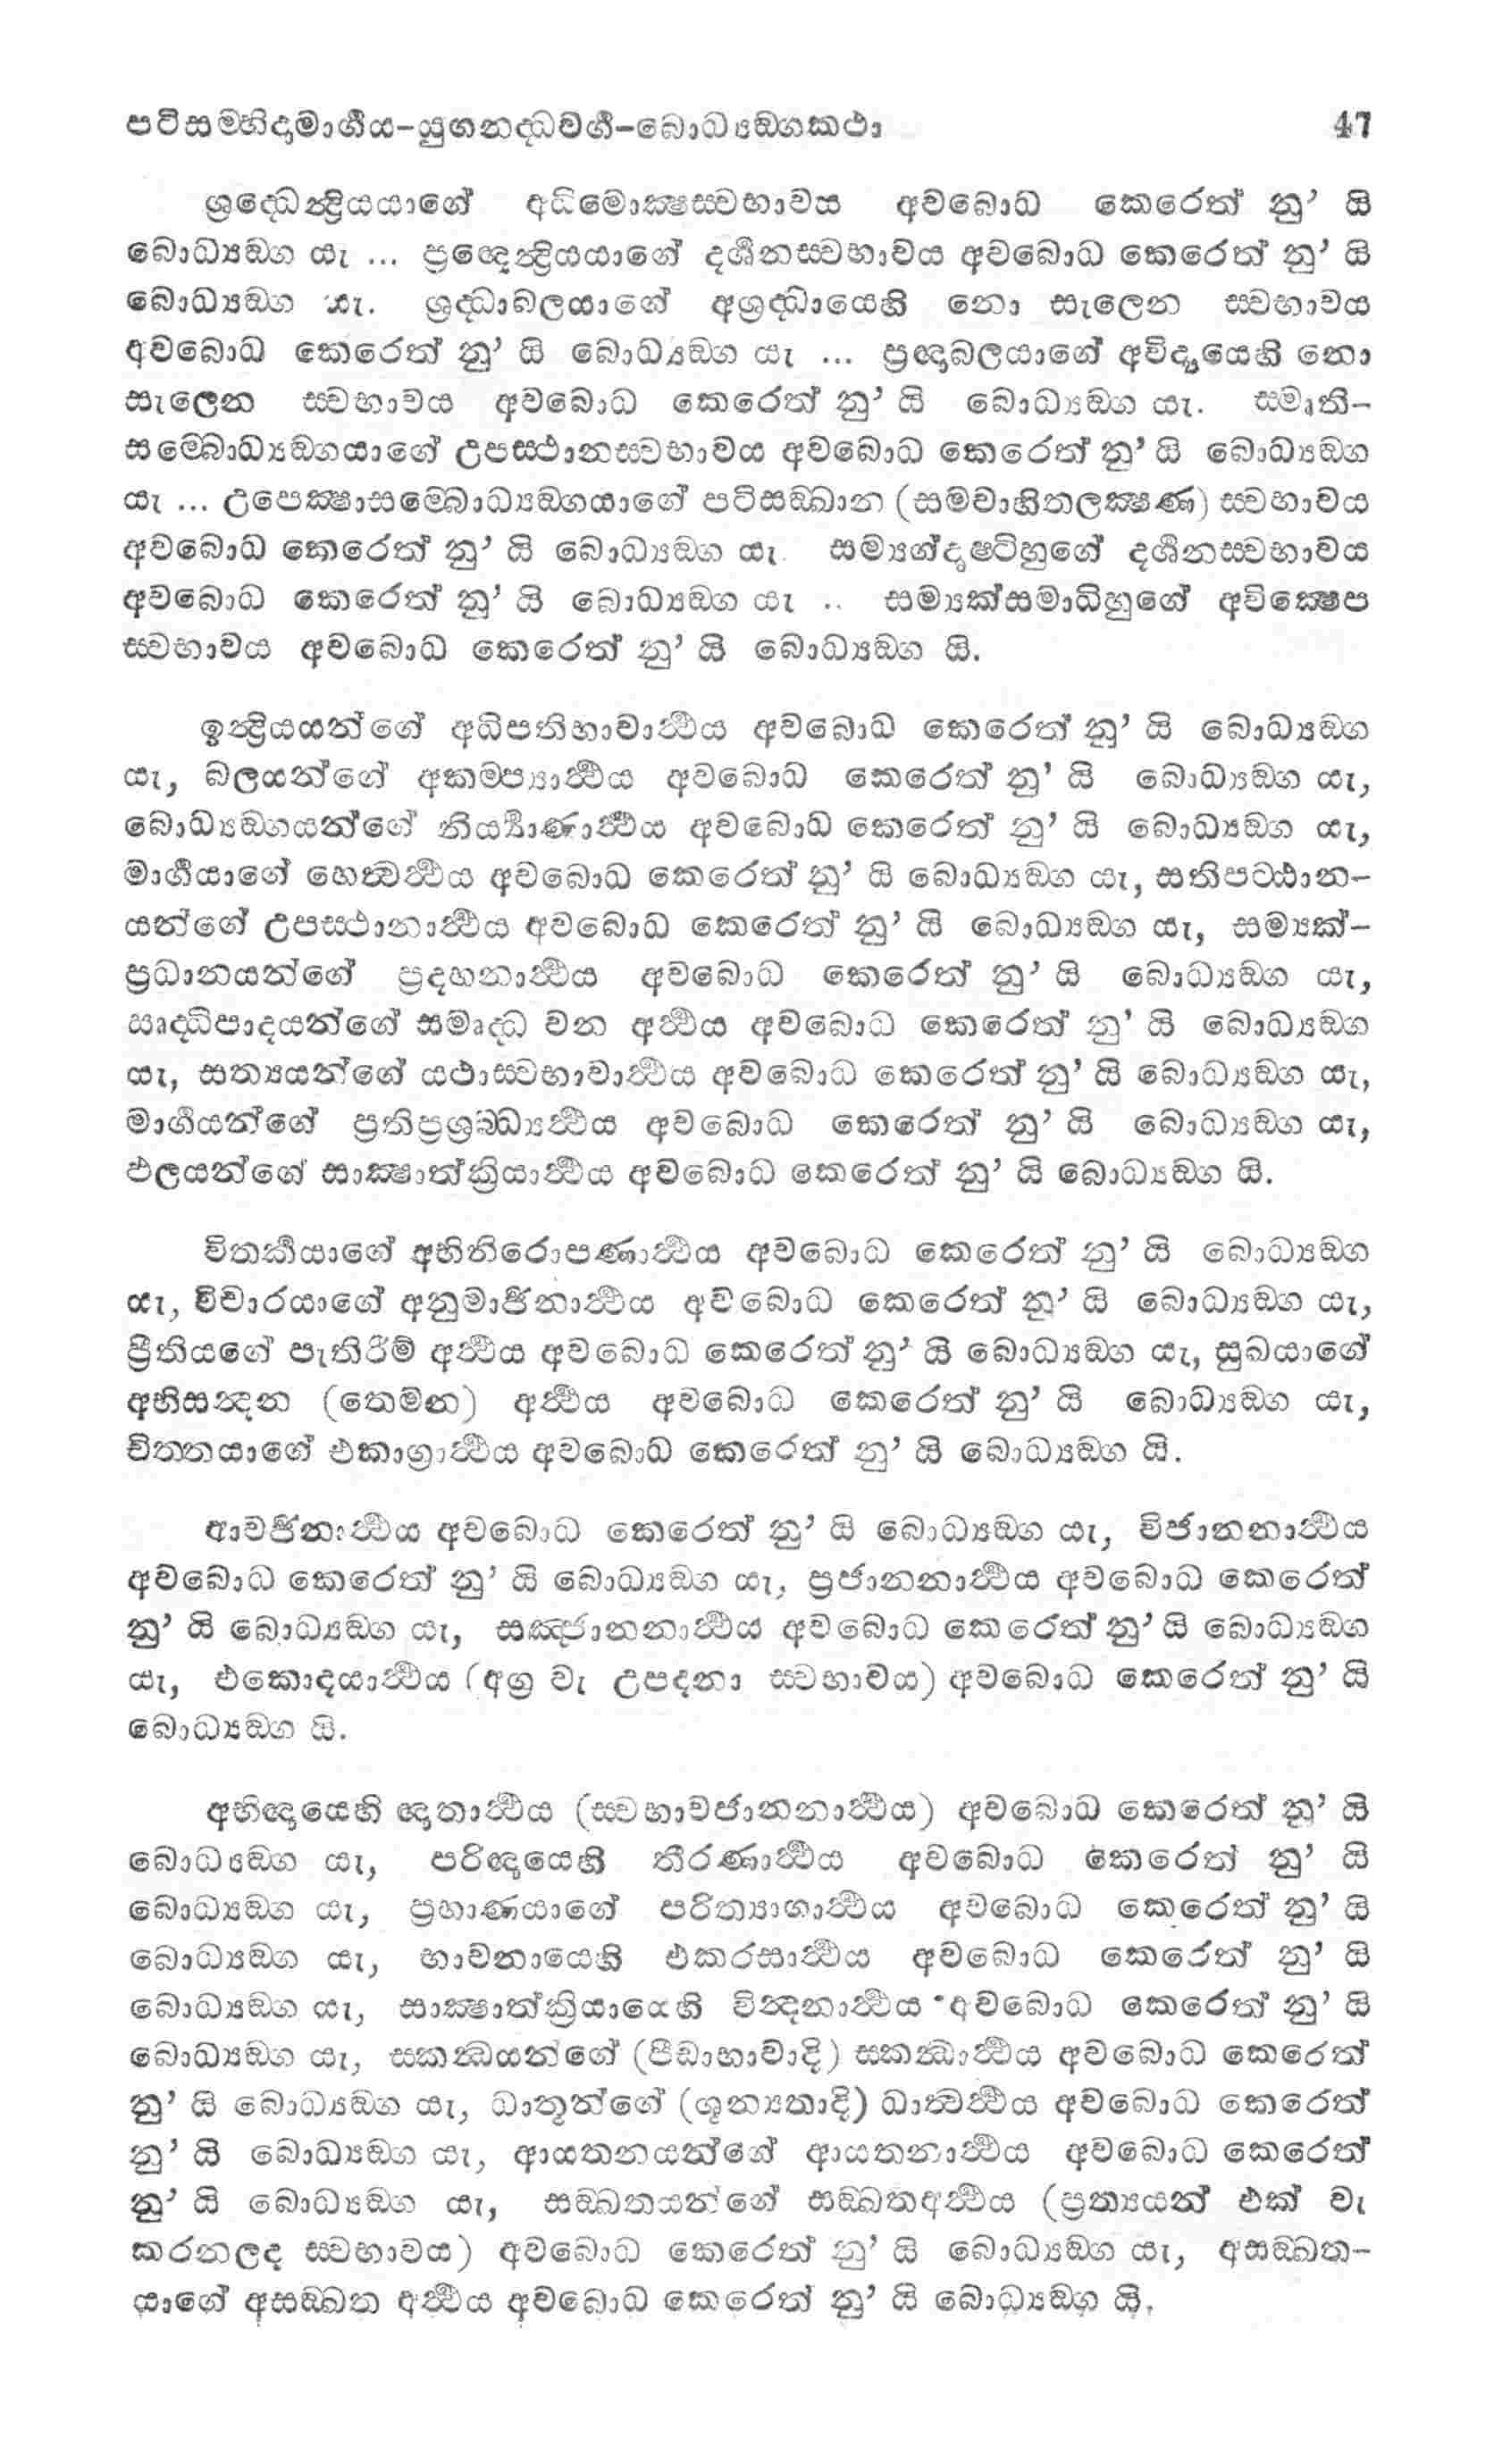 පටිසම්භිදාමාර්ගය-යුගනද්ධවර්ග-බොධ්‍යඞ්ගකථා 47
ශ්‍රද්ධෙන්ද්‍රියයාගේ අධිමොක්‍ෂස්වභාවය අවබොධ කෙරෙත් නු’ යි
බොධ්‍යඞ්ග යැ ... ප්‍රඥෙන්ද්‍රියයාගේ දර්ශනස්වභාවය අවබොධ කෙරෙත් නු’ යි
බොධ්‍යඞ්ග යැ. ශ්‍රද්ධාබලයාගේ අශ්‍රද්ධායෙහි නො සැලෙන ස්වභාවය
අවබොධ කෙරෙත් නු’ යි බොධ්‍යඞ්ග යැ ... ප්‍රඥාබලයාගේ අවිද්‍යායෙහි නො
සැලෙන ස්වභාවය අවබොධ කෙරෙත් නු’ යි බොධ්‍යඞ්ග යැ. ස්මෘති-
සම්බොධ්‍යඞ්ගයාගේ උපස්ථානස්වභාවය අවබොධ කෙරෙත් නු’ යි බොධ්‍යඞ්ග
යැ ... උපෙක්‍ෂාසම්බොධ්‍යඞ්ගයාගේ පටිසඞ්ඛාන (සමවාහිතලක්‍ෂණ) ස්වභාවය
අවබොධ කෙරෙත් නු’ යි බොධ්‍යඞ්ග යැ. සම්‍යග්දෘෂ්ටිහුගේ දර්ශනස්වභාවය
අවබොධ කෙරෙත් නු’ යි බොධ්‍යඞ්ග යැ .. සම්‍යක්සමාධිහුගේ අවික්‍ෂෙප
ස්වභාවය අවබොධ කෙරෙත් නු’ යි බොධ්‍යඞ්ග යි.
ඉන්ද්‍රියයන්ගේ අධිපතිභාවාර්ත්‍ථය අවබොධ කෙරෙත් නු’ යි බොධ්‍යඞ්ග
යැ, බලයන්ගේ අකම්ප්‍යාර්ත්‍ථය අවබොධ කෙරෙත් නු’ යි බොධ්‍යඞ්ග යැ,
බොධ්‍යඞ්ගයන්ගේ නිර්‍ය්‍යාණාර්ත්‍ථය අවබොධ කෙරෙත් නු’ යි බොධ්‍යඞ්ග යැ,
මාර්ගයාගේ හෙත්වර්ත්‍ථය අවබොධ කෙරෙත් නු’ යි බොධ්‍යඞ්ග යැ, සතිපට්ඨාන-
යන්ගේ උපස්ථානාර්ත්‍ථය අවබොධ කෙරෙත් නු’ යි බොධ්‍යඞ්ග යැ, සම්‍යක්-
ප්‍රධානයන්ගේ ප්‍රදහනාර්ත්‍ථය අවබොධ කෙරෙත් නු’ යි බොධ්‍යඞ්ග යැ,
ඍද්ධිපාදයන්ගේ සමෘද්ධ වන අර්ත්‍ථය අවබොධ කෙරෙත් නු’ යි බොධ්‍යඞ්ග
යැ, සත්‍යයන්ගේ යථාස්වභාවාර්ත්‍ථය අවබොධ කෙරෙත් නු’ යි බොධ්‍යඞ්ග යැ,
මාර්ගයන්ගේ ප්‍රතිප්‍රශ්‍රබ්ධ්‍යර්ත්‍ථය අවබොධ කෙරෙත් නු’ යි බොධ්‍යඞ්ග යැ,
ඵලයන්ගේ සාක්‍ෂාත්ක්‍රියාර්ත්‍ථය අවබොධ කෙරෙත් නු’ යි බොධ්‍යඞ්ග යි.
විතර්කයාගේ අභිනිරොපණාර්ත්‍ථය අවබොධ කෙරෙත් නු’ යි බොධ්‍යඞ්ග
යැ, විචාරයාගේ අනුමාර්ජනාර්ත්‍ථය අවබොධ කෙරෙත් නු’ යි බොධ්‍යඞ්ග යැ,
ප්‍රීතියගේ පැතිරීම් අර්ත්‍ථය අවබොධ කෙරෙත් නු’ යි බොධ්‍යඞ්ග යැ, සුඛයාගේ
අභිසන්දන (තෙමන) අර්ත්‍ථය අවබොධ කෙරෙත් නු’ යි බොධ්‍යඞ්ග යැ,
චිත්තයාගේ එකාග්‍රාර්ත්‍ථය අවබොධ කෙරෙත් නු’ යි බොධ්‍යඞ්ග යි.
ආවර්ජනාර්ත්‍ථය අවබොධ කෙරෙත් නු’ යි බොධ්‍යඞ්ග යැ, විජානනාර්ත්‍ථය
අවබොධ කෙරෙත් නු’ යි බොධ්‍යඞ්ග යැ, ප්‍රජානනාර්ත්‍ථය අවබොධ කෙරෙත්
නු’ යි බොධ්‍යඞ්ග යැ, සඤ්ජානනාර්ත්‍ථය අවබොධ කෙරෙත් නු’ යි බොධ්‍යඞ්ග
යැ, එකොදයාර්ත්‍ථය (අග්‍ර වැ උපදනා ස්වභාවය) අවබොධ කෙරෙත් නු’ යි
බොධ්‍යඞ්ග යි.
අභිඥායෙහි ඥාතාර්ත්‍ථය (ස්වභාවජානනාර්ත්‍ථය) අවබොධ කෙරෙත් නු’ යි
බොධ්‍යඞ්ග යැ, පරිඥායෙහි තීරණාර්ත්‍ථය අවබොධ කෙරෙත් නු’ යි
බොධ්‍යඞ්ග යැ, ප්‍රහාණයාගේ පරිත්‍යාගාර්ත්‍ථය අවබොධ කෙරෙත් නු’ යි
බොධ්‍යඞ්ග යැ, භාවනායෙහි එකරසාර්ත්‍ථය අවබොධ කෙරෙත් නු’ යි
බොධ්‍යඞ්ග යැ, සාක්‍ෂාත්ක්‍රියායෙහි වින්දනාර්ත්‍ථය අවබොධ කෙරෙත් නු’ යි
බොධ්‍යඞ්ග යැ, ස්කන්ධයන්ගේ (පීඩාභාවාදි) ස්කන්ධාර්ත්‍ථය අවබොධ කෙරෙත්
නු’ යි බොධ්‍යඞ්ග යැ, ධාතූන්ගේ (ශූන්‍යතාදි) ධාත්වර්ත්‍ථය අවබොධ කෙරෙත්
නු’ යි බොධ්‍යඞ්ග යැ, ආයතනයන්ගේ ආයතනාර්ත්‍ථය අවබොධ කෙරෙත්
නු’ යි බොධ්‍යඞ්ග යැ, සඞ්ඛතයන්ගේ සඞ්ඛතඅර්ත්‍ථය (ප්‍රත්‍යයන් එක් වැ
කරනලද ස්වභාවය) අවබොධ කෙරෙත් නු’ යි බොධ්‍යඞ්ග යැ, අසඞ්ඛත-
යාගේ අසඞ්ඛත අර්ත්‍ථය අවබොධ කෙරෙත් නු’ යි බොධ්‍යඞ්ග යි.